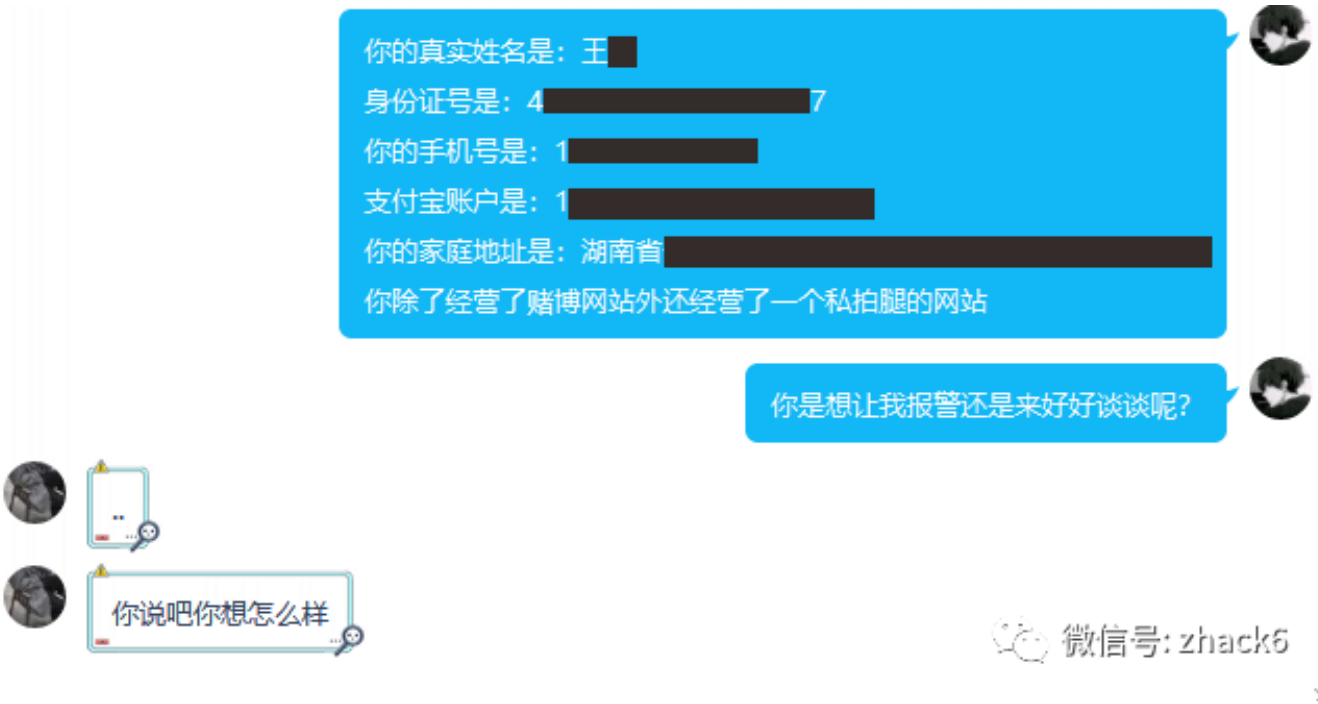 你的真实姓名是：王
身份证号是：4 7
你的手机号是：1
支付宝账户是：1
你的家庭地址是：湖南省
你除了经营了赌博网站外还经营了一个私拍腿的网站
你是想让我报警还是来好好谈谈呢？
..
你说吧你想怎么样
微信号: zhack6